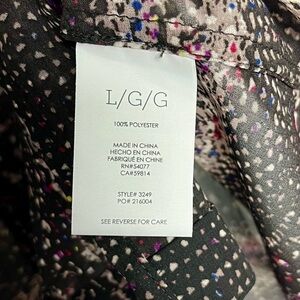 L/G/G
100% POLYESTER
MADE IN CHINA
HECHO EN CHINA
FABRIQUÉ EN CHINE
RN#54077
CA#59814
STYLE# 3249
PO# 216004
SEE REVERSE FOR CARE